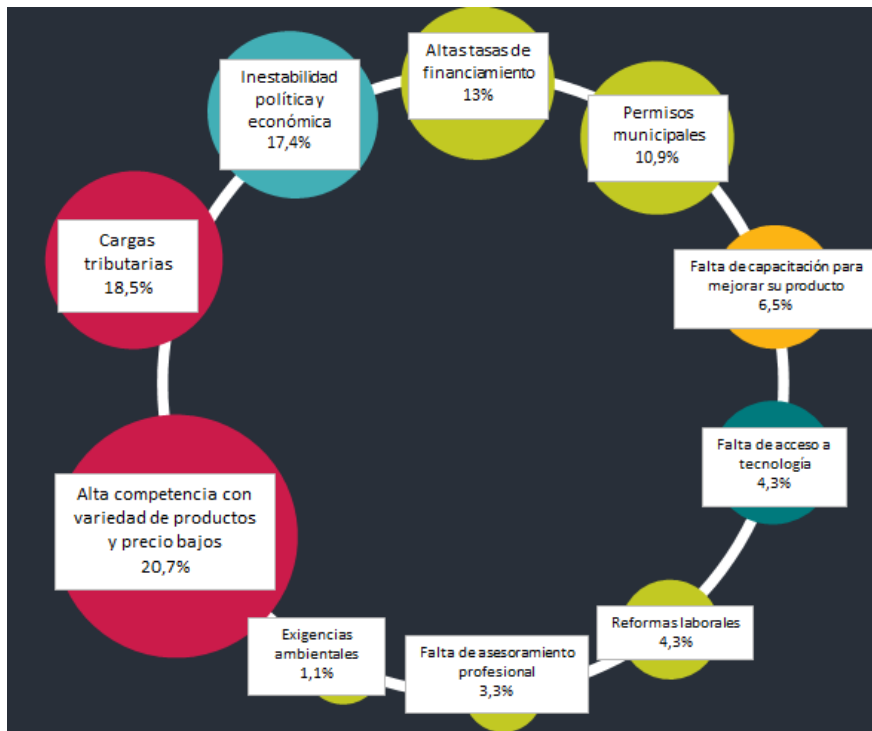 Altas tasas de
financiamiento
13%
Inestabilidad
política y
económica
17,4%
Permisos
municipales
10,9%
Cargas
tributarias
18,5%
Falta de capacitación para
mejorar su producto
6,5%
Falta de acceso a
tecnología
4,3%
Alta competencia con
variedad de productos
y precio bajos
20,7%
Reformas laborales
4,3%
Exigencias
ambientales
1,1%
Falta de asesoramiento
profesional
3,3%